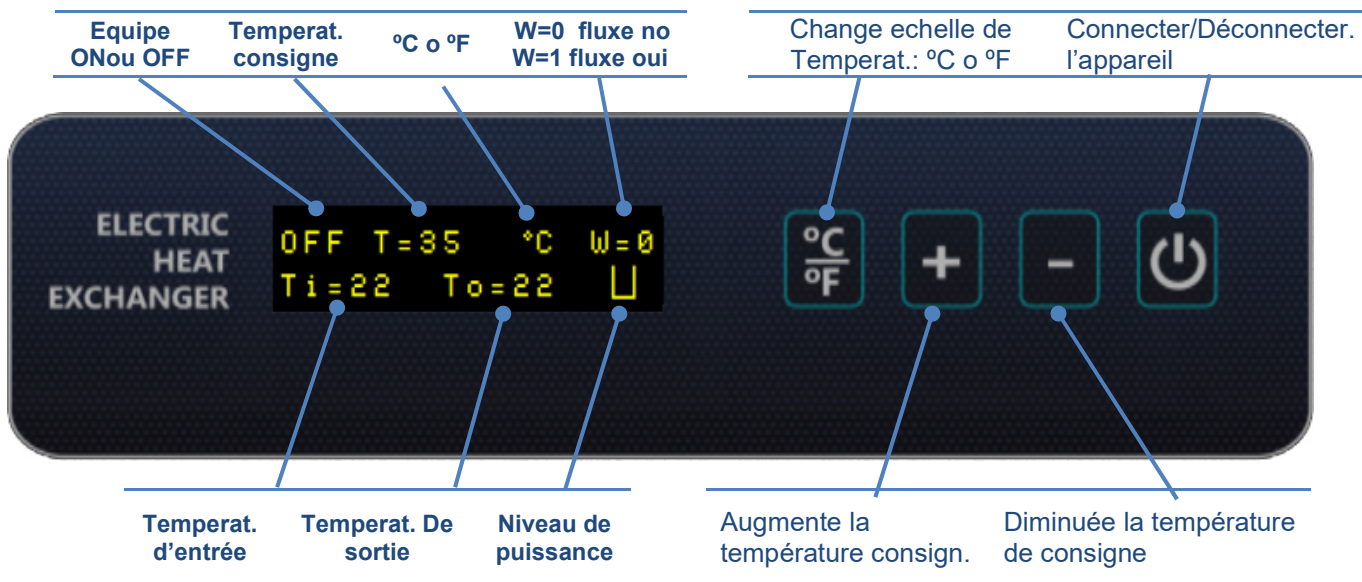 Equipe
ONou OFF
Temperat.
consigne
ºC o ºF
W=0 fluxe no
W=1 fluxe oui
Change echelle de
Temperat.: ºC o ºF
Connecter/Déconnecter.
l'appareil
ELECTRIC
HEAT
EXCHANGER
OFF T=35 °C W=0
Ti=22 To=22
ºC
ºF
+
-
Temperat.
d'entrée
Temperat. De
sortie
Niveau de
puissance
Augmente la
température consign.
Diminuée la température
de consigne